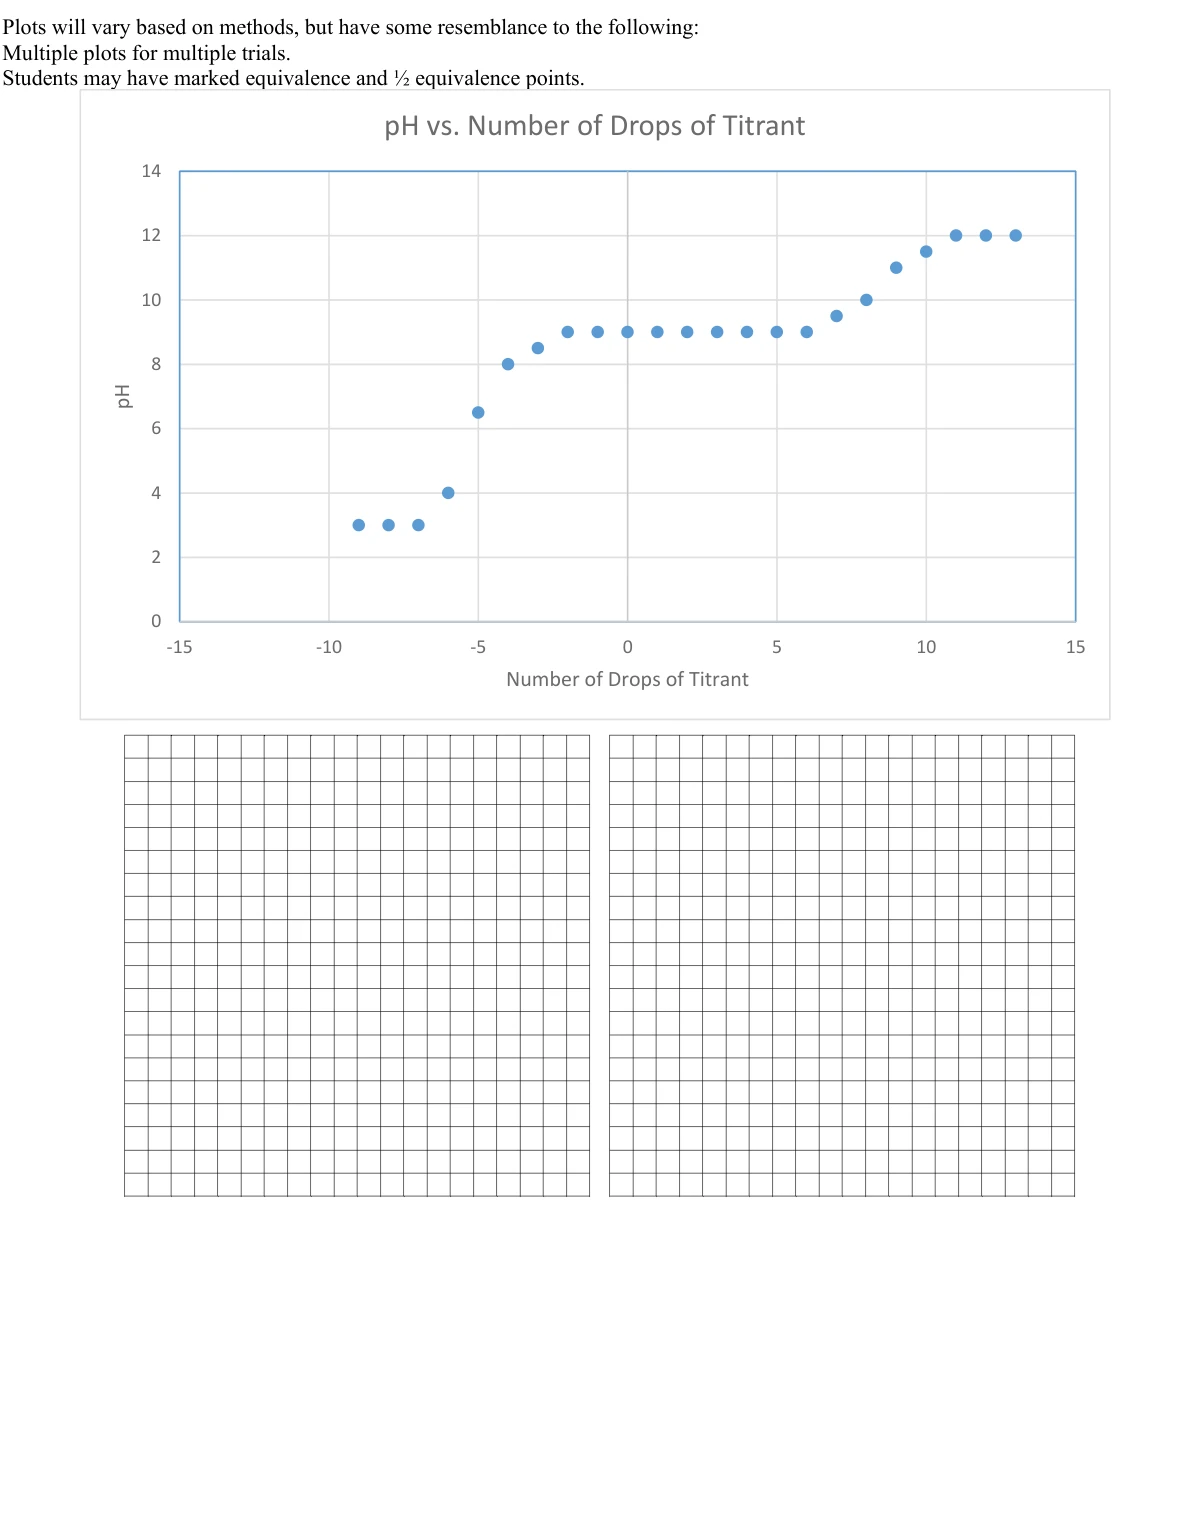 Plots will vary based on methods, but have some resemblance to the following:
Multiple plots for multiple trials.
Students may have marked equivalence and ½ equivalence points.
pH vs. Number of Drops of Titrant
14
12
10
8
6
4
2
0
pH
-15 -10 -5 0 5 10 15
Number of Drops of Titrant